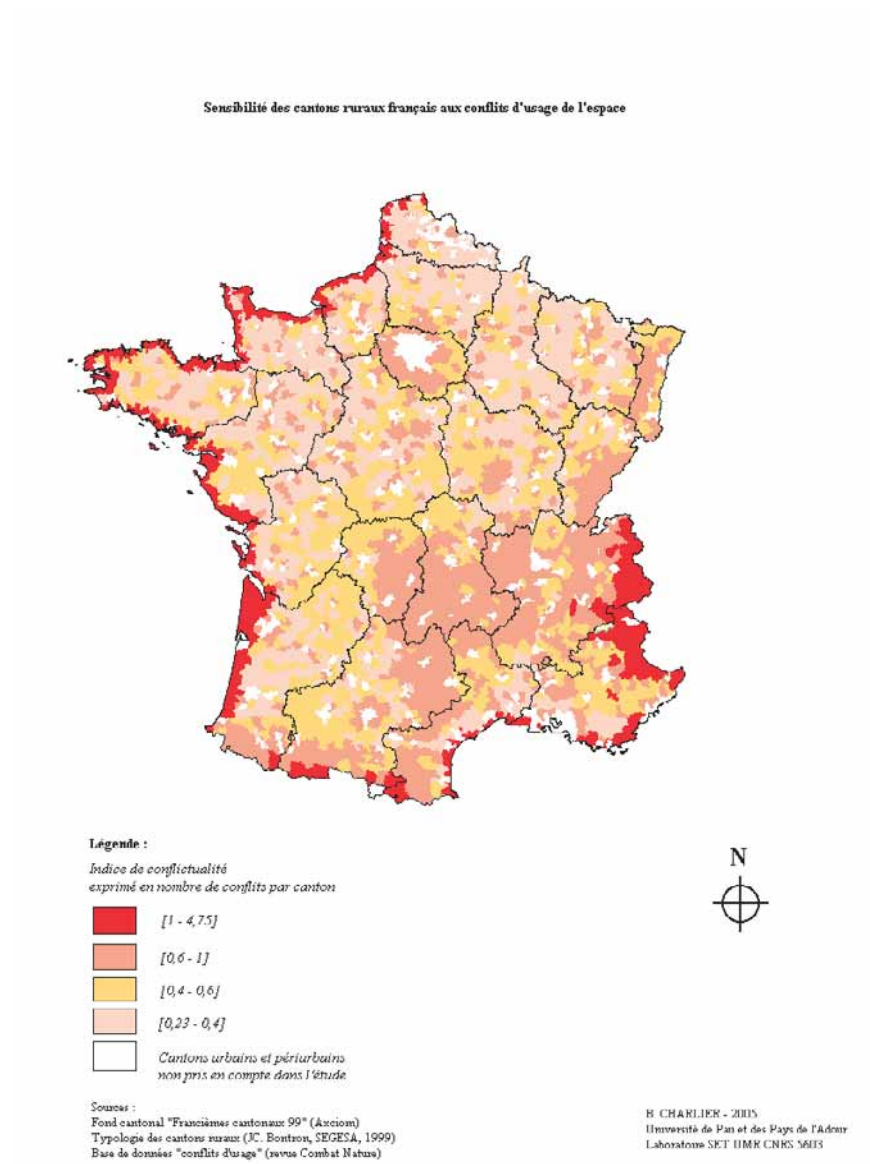 Sensibilité des cantons ruraux français aux conflits d'usage de l'espace
Légende :
Indice de conflictualité
exprimé en nombre de conflits par canton
N
[1 - 4,75]
[0,6 - 1]
[0,4 - 0,6]
[0,23 - 0,4]
Cantons urbains et périurbains
non pris en compte dans l'étude
Sources :
Fond cantonal "Francièmes cantonaux 99" (Axciom)
Typologie des cantons ruraux (JC. Bontron, SEGESA, 1999)
Base de données "conflits d'usage" (revue Combat Nature)
B. CHARLIER - 2005
Université de Pau et des Pays de l'Adour
Laboratoire SET UMR CNRS 5603